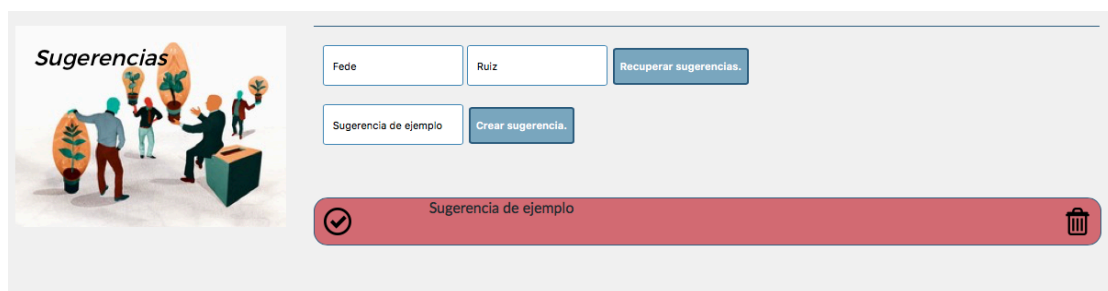 Sugerencias
Fede
Ruiz
Recuperar sugerencias.
Sugerencia de ejemplo
Crear sugerencia.
Sugerencia de ejemplo